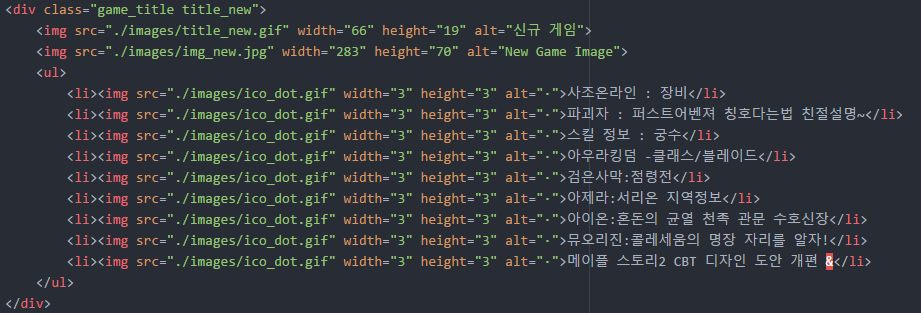 <div class="game_title title_new">
<img src="./images/title_new.gif" width="66" height="19" alt="신규 게임">
<img src="./images/img_new.jpg" width="283" height="70" alt="New Game Image">
<ul>
<li><img src="./images/ico_dot.gif" width="3" height="3" alt="·">사조온라인 : 장비</li>
<li><img src="./images/ico_dot.gif" width="3" height="3" alt="·">파괴자 : 퍼스트어벤져 칭호다는법 친절설명~</li>
<li><img src="./images/ico_dot.gif" width="3" height="3" alt="·">스킬 정보 : 궁수</li>
<li><img src="./images/ico_dot.gif" width="3" height="3" alt="·">아우라킹덤 -클래스/블레이드</li>
<li><img src="./images/ico_dot.gif" width="3" height="3" alt="·">검은사막:점령전</li>
<li><img src="./images/ico_dot.gif" width="3" height="3" alt="·">아제라:서리온 지역정보</li>
<li><img src="./images/ico_dot.gif" width="3" height="3" alt="·">아이온:혼돈의 균열 천족 관문 수호신장</li>
<li><img src="./images/ico_dot.gif" width="3" height="3" alt="·">뮤오리진:콜레세움의 명장 자리를 알자!</li>
<li><img src="./images/ico_dot.gif" width="3" height="3" alt="·">메이플 스토리2 CBT 디자인 도안 개편 &</li>
</ul>
</div>